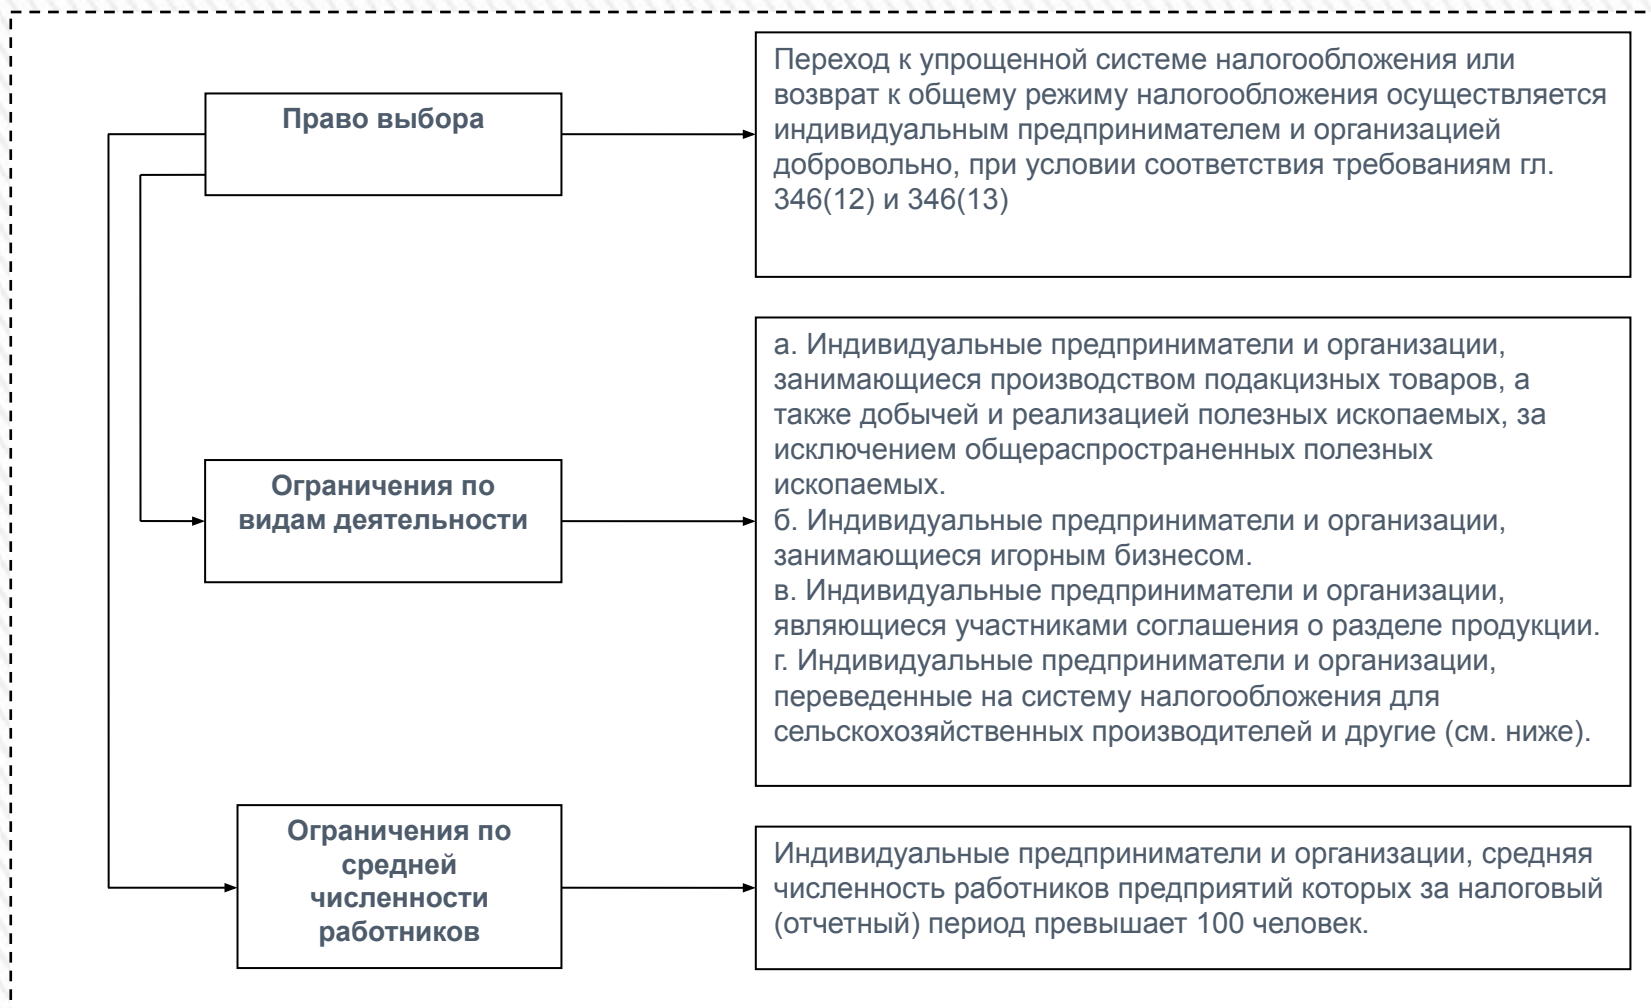 Право выбора
Переход к упрощенной системе налогообложения или
возврат к общему режиму налогообложения осуществляется
индивидуальным предпринимателем и организацией
добровольно, при условии соответствия требованиям гл.
346(12) и 346(13)
Ограничения по
видам деятельности
а. Индивидуальные предприниматели и организации,
занимающиеся производством подакцизных товаров, а
также добычей и реализацией полезных ископаемых, за
исключением общераспространенных полезных
ископаемых.
б. Индивидуальные предприниматели и организации,
занимающиеся игорным бизнесом.
в. Индивидуальные предприниматели и организации,
являющиеся участниками соглашения о разделе продукции.
г. Индивидуальные предприниматели и организации,
переведенные на систему налогообложения для
сельскохозяйственных производителей и другие (см. ниже).
Ограничения по
средней
численности
работников
Индивидуальные предприниматели и организации, средняя
численность работников предприятий которых за налоговый
(отчетный) период превышает 100 человек.